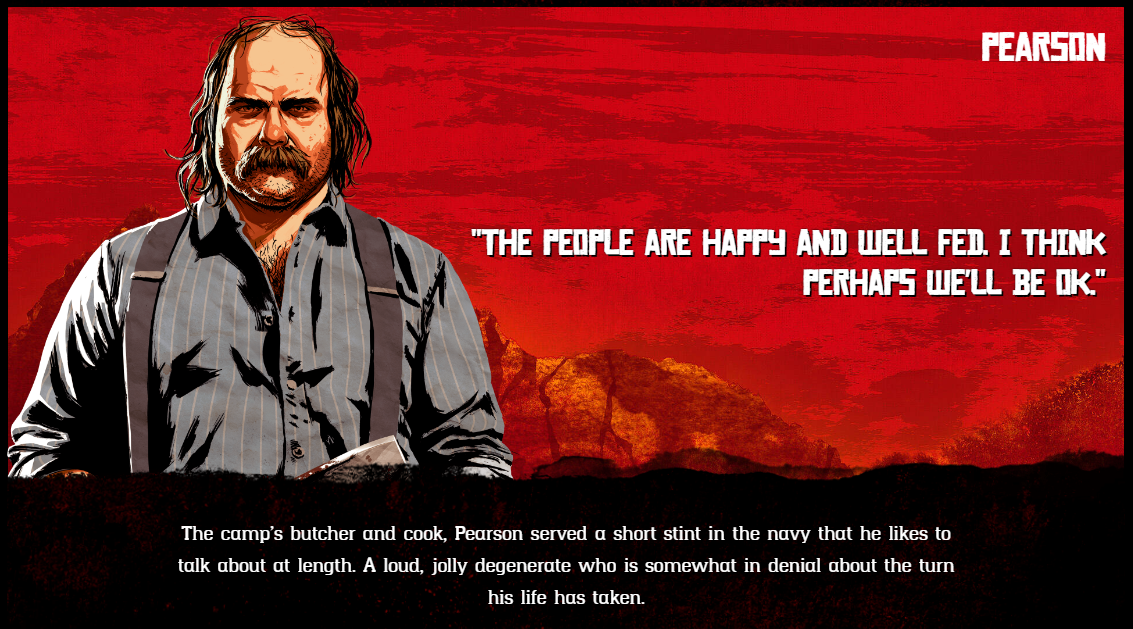 PEARSON
"THE PEOPLE ARE HAPPY AND WELL FED. I THINK
PERHAPS WE'LL BE OK."
The camp's butcher and cook, Pearson served a short stint in the navy that he likes to
talk about at length. A loud, jolly degenerate who is somewhat in denial about the turn
his life has taken.